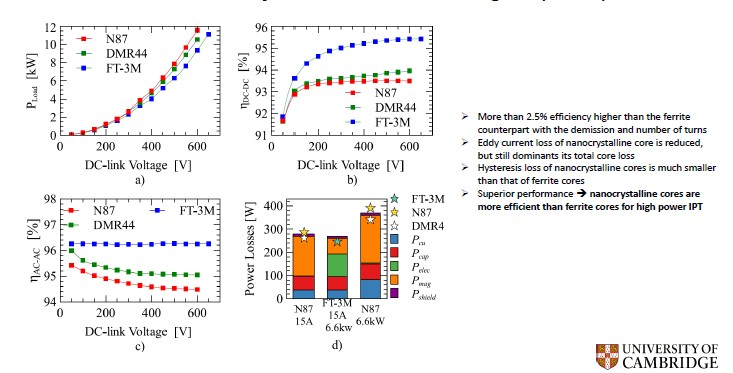 12
10
8
6
4
2
0
P_Load [kW]
N87
DMR44
FT-3M
0 200 400 600
DC-link Voltage [V]
a)
96
95
94
93
92
91
η_DC-DC [%]
N87
DMR44
FT-3M
0 200 400 600
DC-link Voltage [V]
b)
➢ More than 2.5% efficiency higher than the ferrite
counterpart with the demission and number of turns
➢ Eddy current loss of nanocrystalline core is reduced,
but still dominants its total core loss
➢ Hysteresis loss of nanocrystalline cores is much smaller
than that of ferrite cores
➢ Superior performance ➔ nanocrystalline cores are
more efficient than ferrite cores for high power IPT
98
97
96
95
94
η_AC-AC [%]
N87 FT-3M
DMR44
0 200 400 600
DC-link Voltage [V]
c)
400
300
200
100
0
Power Losses [W]
N87
15A
FT-3M
15A
6.6kW
N87
6.6kW
d)
FT-3M
N87
DMR4
P_cu
P_cap
P_elec
P_mag
P_shield
UNIVERSITY OF
CAMBRIDGE